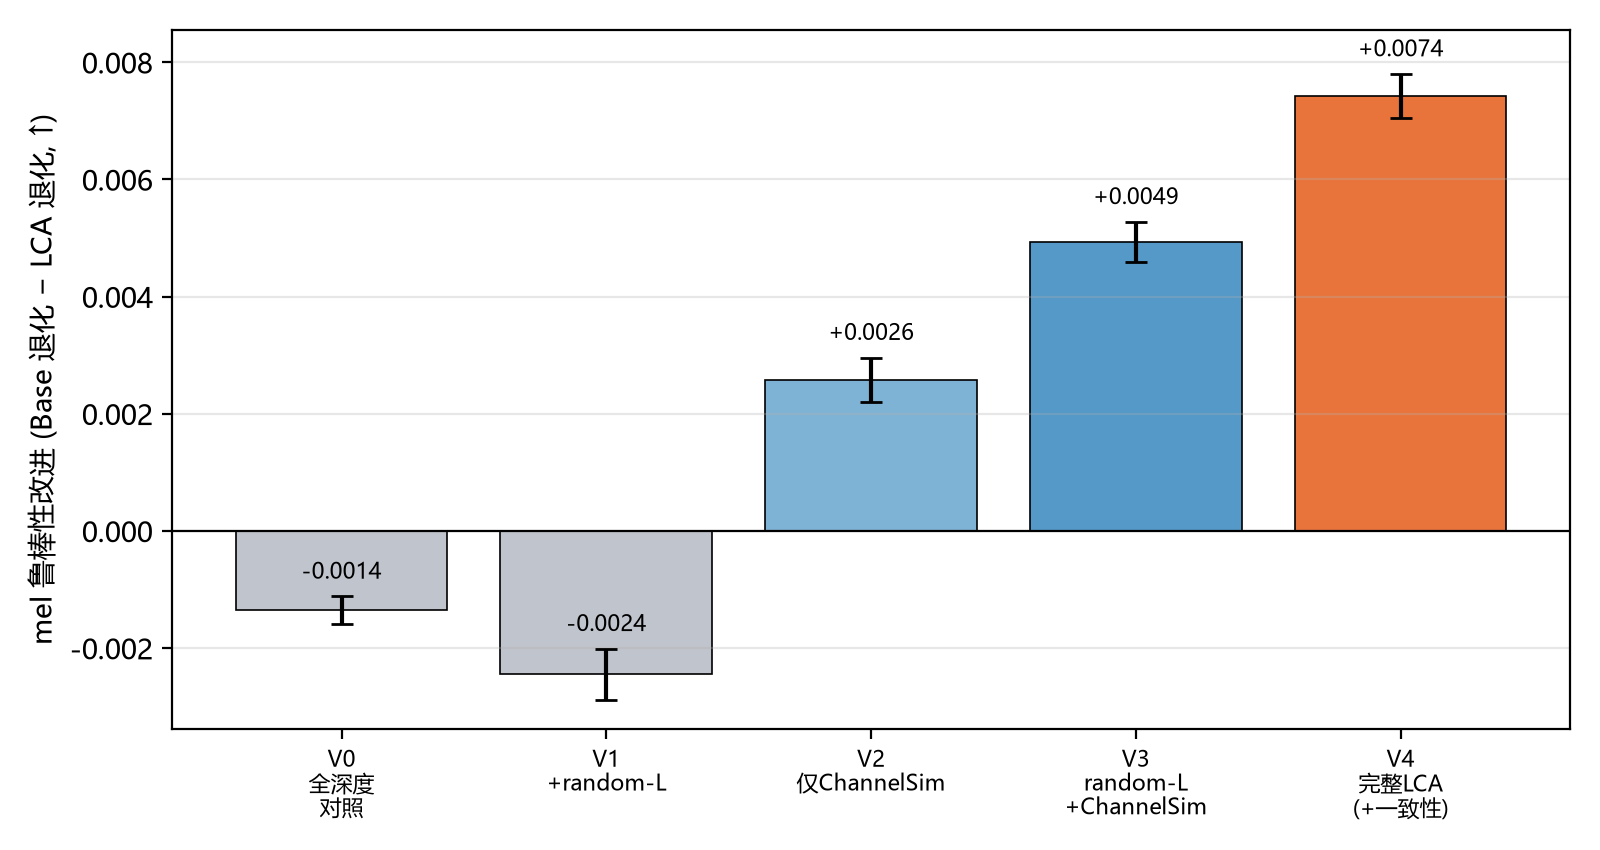 mel 鲁棒性改进 (Base 退化 − LCA 退化, ↑)
0.008
0.006
0.004
0.002
0.000
-0.002
-0.0014
-0.0024
+0.0026
+0.0049
+0.0074
V0
全深度
对照
V1
+random-L
V2
仅ChannelSim
V3
random-L
+ChannelSim
V4
完整LCA
(+一致性)